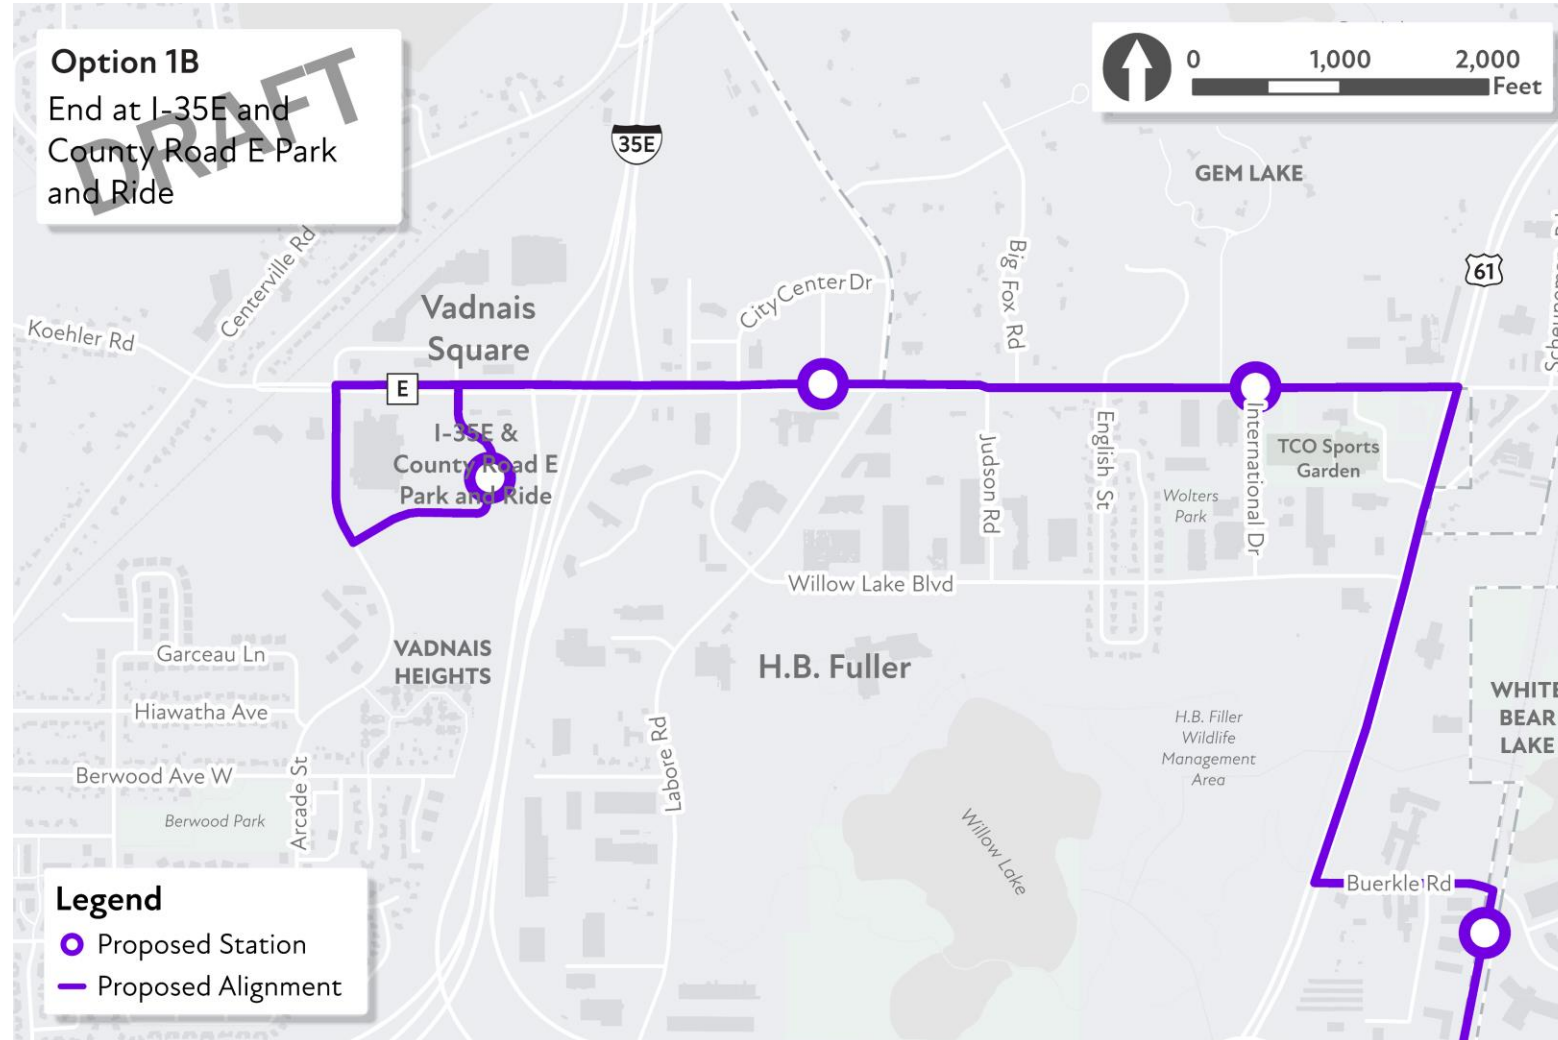 Option 1B
End at I-35E and
County Road E Park
and Ride
DRAFT
0 1,000 2,000
Feet
35E
GEM LAKE
61
Centerville Rd
Koehler Rd
Vadnais
Square
City Center Dr
Big Fox Rd
E
I-35E &
County Road E
Park and Ride
Judson Rd
English St
Wolters
Park
International Dr
TCO Sports
Garden
Willow Lake Blvd
Garceau Ln
VADNAIS
HEIGHTS
H.B. Fuller
Hiawatha Ave
WHITE
BEAR
LAKE
H.B. Filler
Wildlife
Management
Area
Labore Rd
Berwood Ave W
Arcade St
Berwood Park
Willow Lake
Buerkle Rd
Legend
Proposed Station
Proposed Alignment